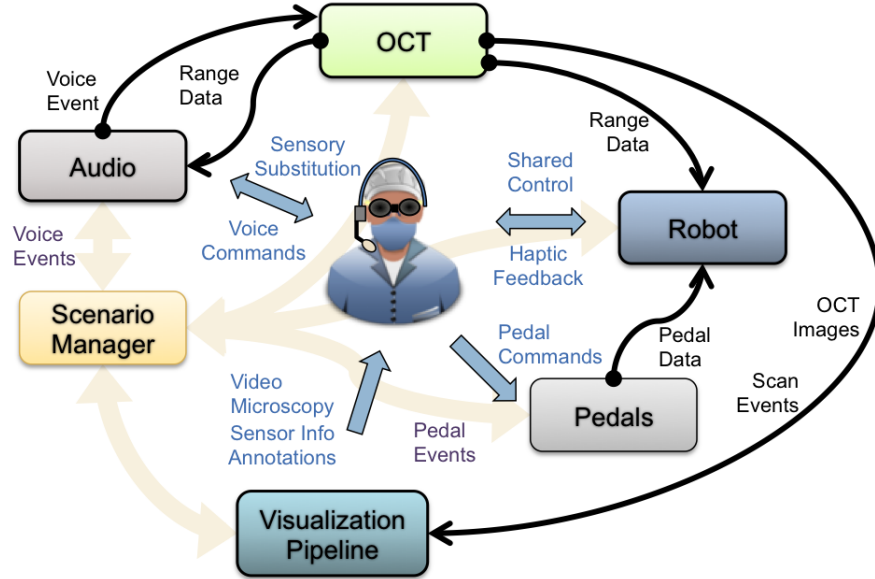 OCT
Voice
Event
Range
Data
Audio
Sensory
Substitution
Voice
Commands
Shared
Control
Haptic
Feedback
Range
Data
Robot
Voice
Events
Scenario
Manager
OCT
Images
Pedal
Commands
Pedal
Data
Scan
Events
Video
Microscopy
Sensor Info
Annotations
Pedal
Events
Pedals
Visualization
Pipeline